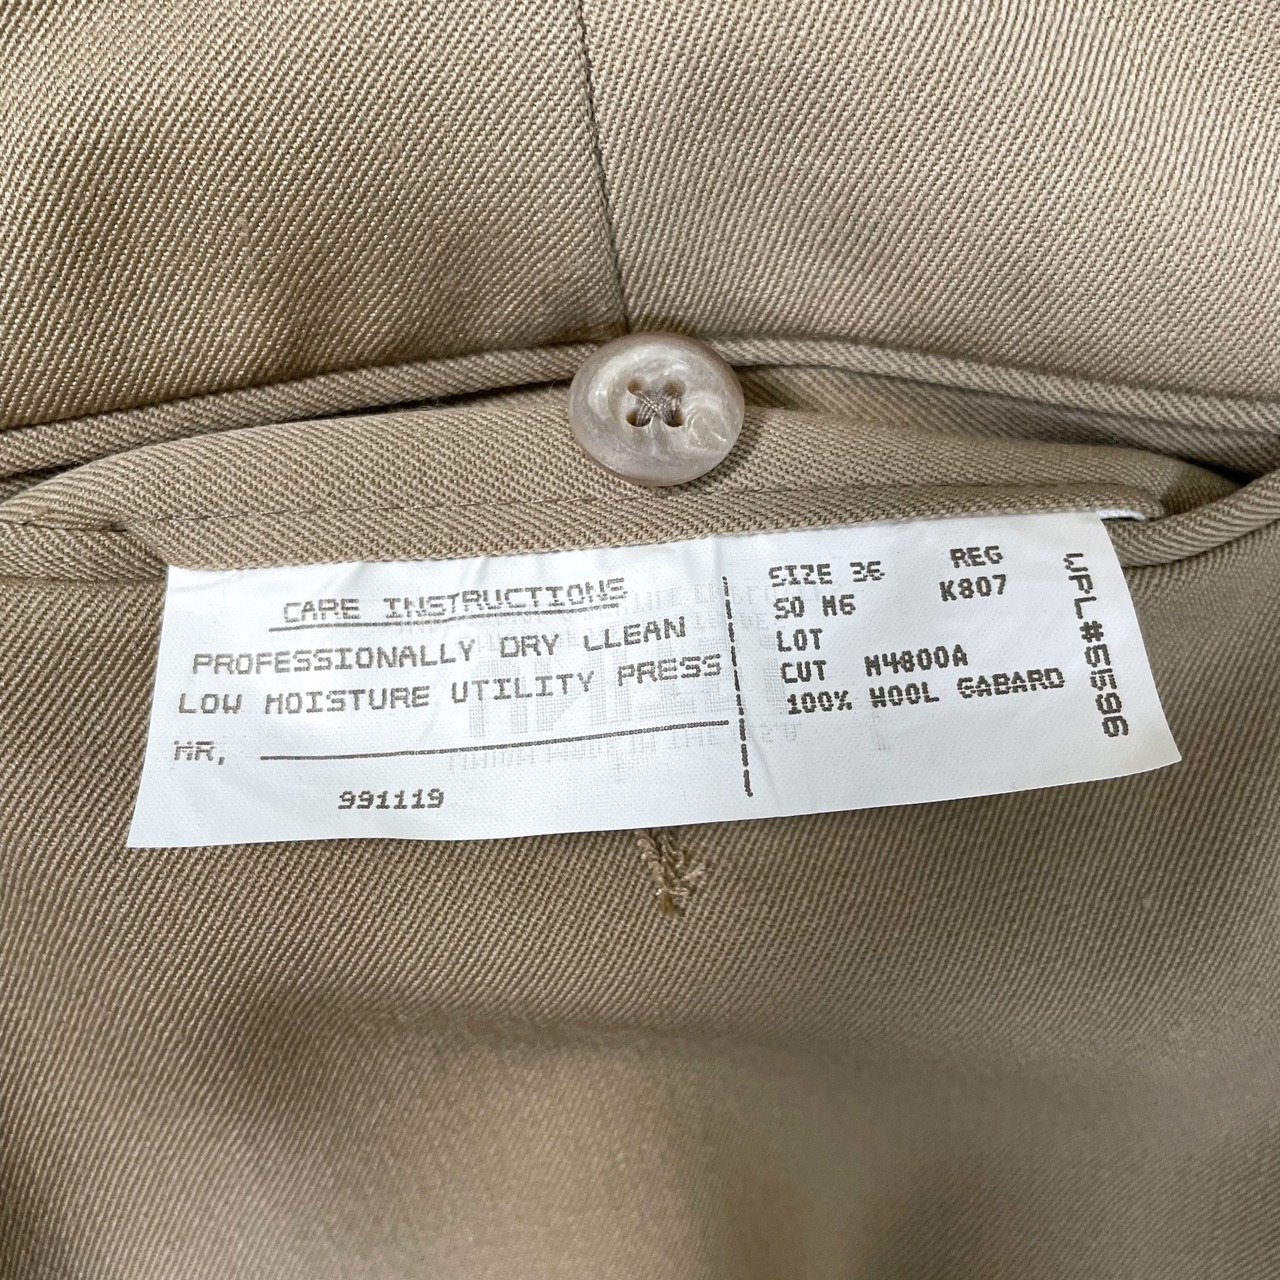 CARE INSTRUCTIONS
PROFESSIONALLY DRY LLEAN
LOW MOISTURE UTILITY PRESS
MR,
991119
SIZE 36 REG
SO M6 K807
LOT
CUT M4800A
100% WOOL GABARD
WPL#5596